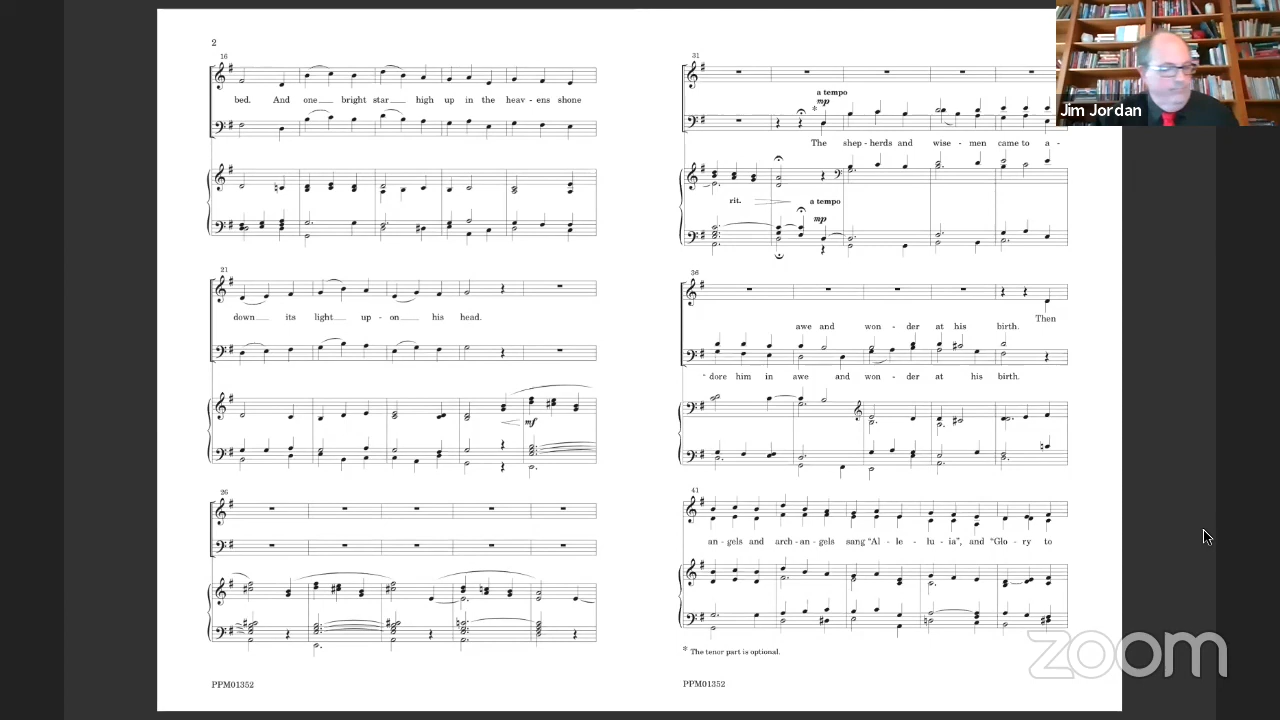 2
16
bed. And one bright star high up in the heav - ens shone
21
down its light up - on his head.
mf
26
PPM01352
31
a tempo
mp
*
The shep - herds and wise - men came to a -
rit. a tempo
mp
36
Then
awe and won - der at his birth.
- dore him in awe and won - der at his birth.
41
an - gels and arch - an - gels sang “Al - le - lu - ia”, and “Glo - ry to
* The tenor part is optional.
PPM01352
Jim Jordan
zoom